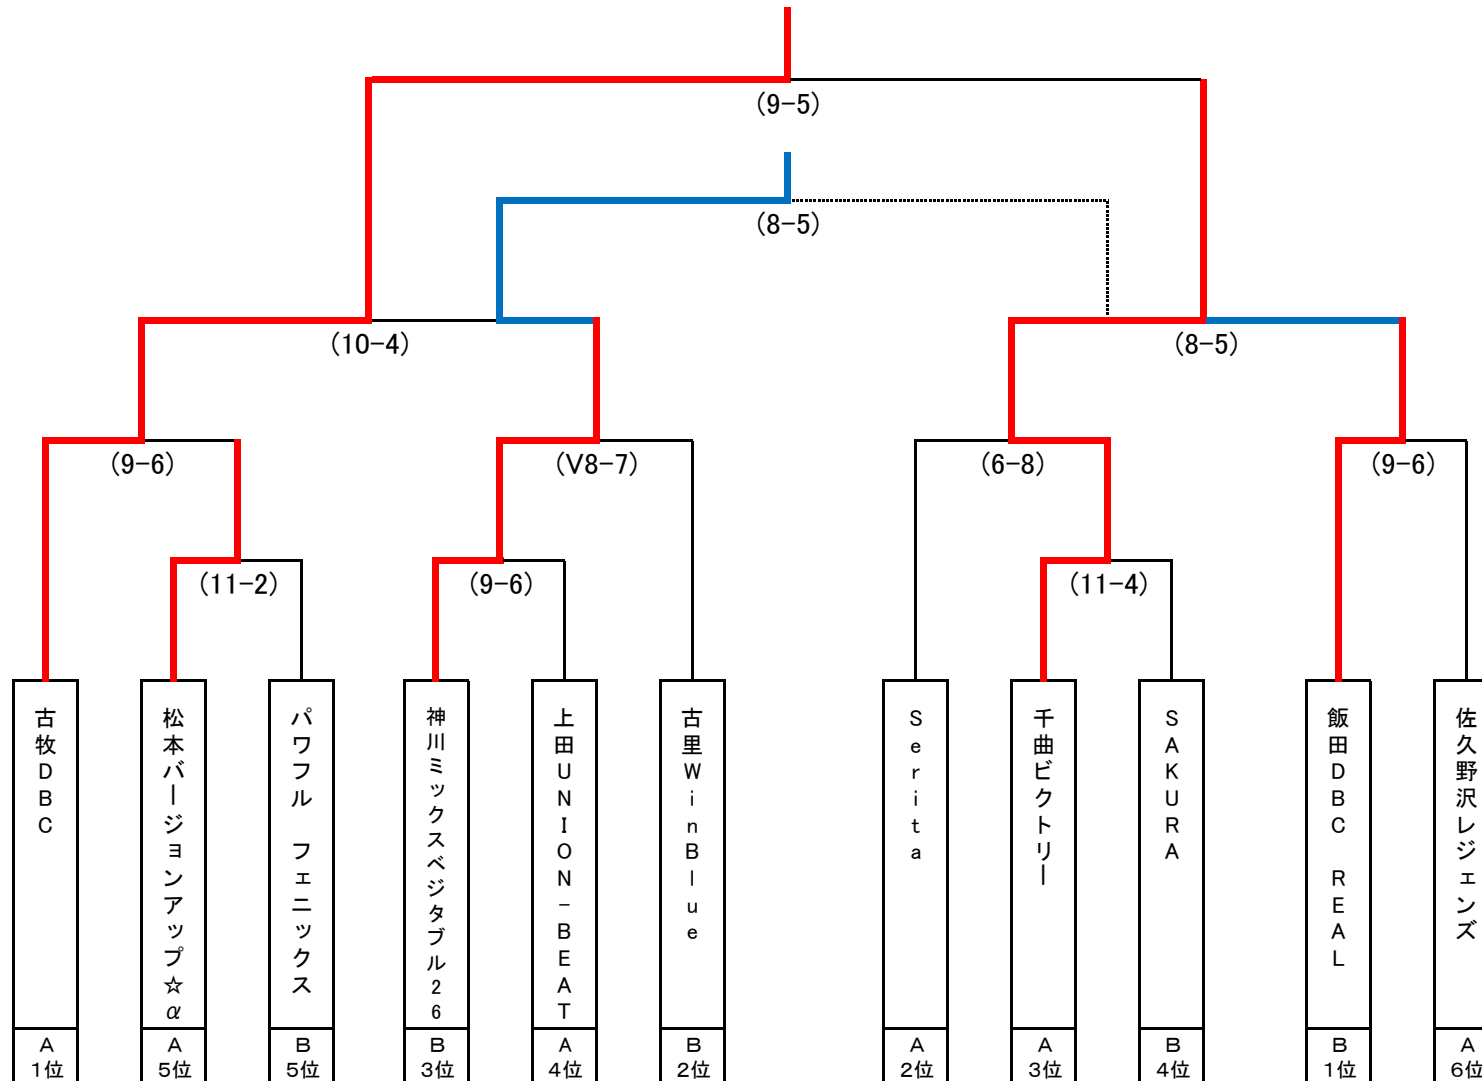 (9-5)
(8-5)
(10-4)
(8-5)
(9-6)
(V8-7)
(6-8)
(9-6)
(11-2)
(9-6)
(11-4)
古牧DBC
松本バージョンアップ☆α
パワフル　フェニックス
神川ミックスベジタブル26
上田UNION-BEAT
古里WinBlue
Serita
千曲ビクトリー
SAKURA
飯田DBC　REAL
佐久野沢レジェンズ
A
1位
A
5位
B
5位
B
3位
A
4位
B
2位
A
2位
A
3位
B
4位
B
1位
A
6位